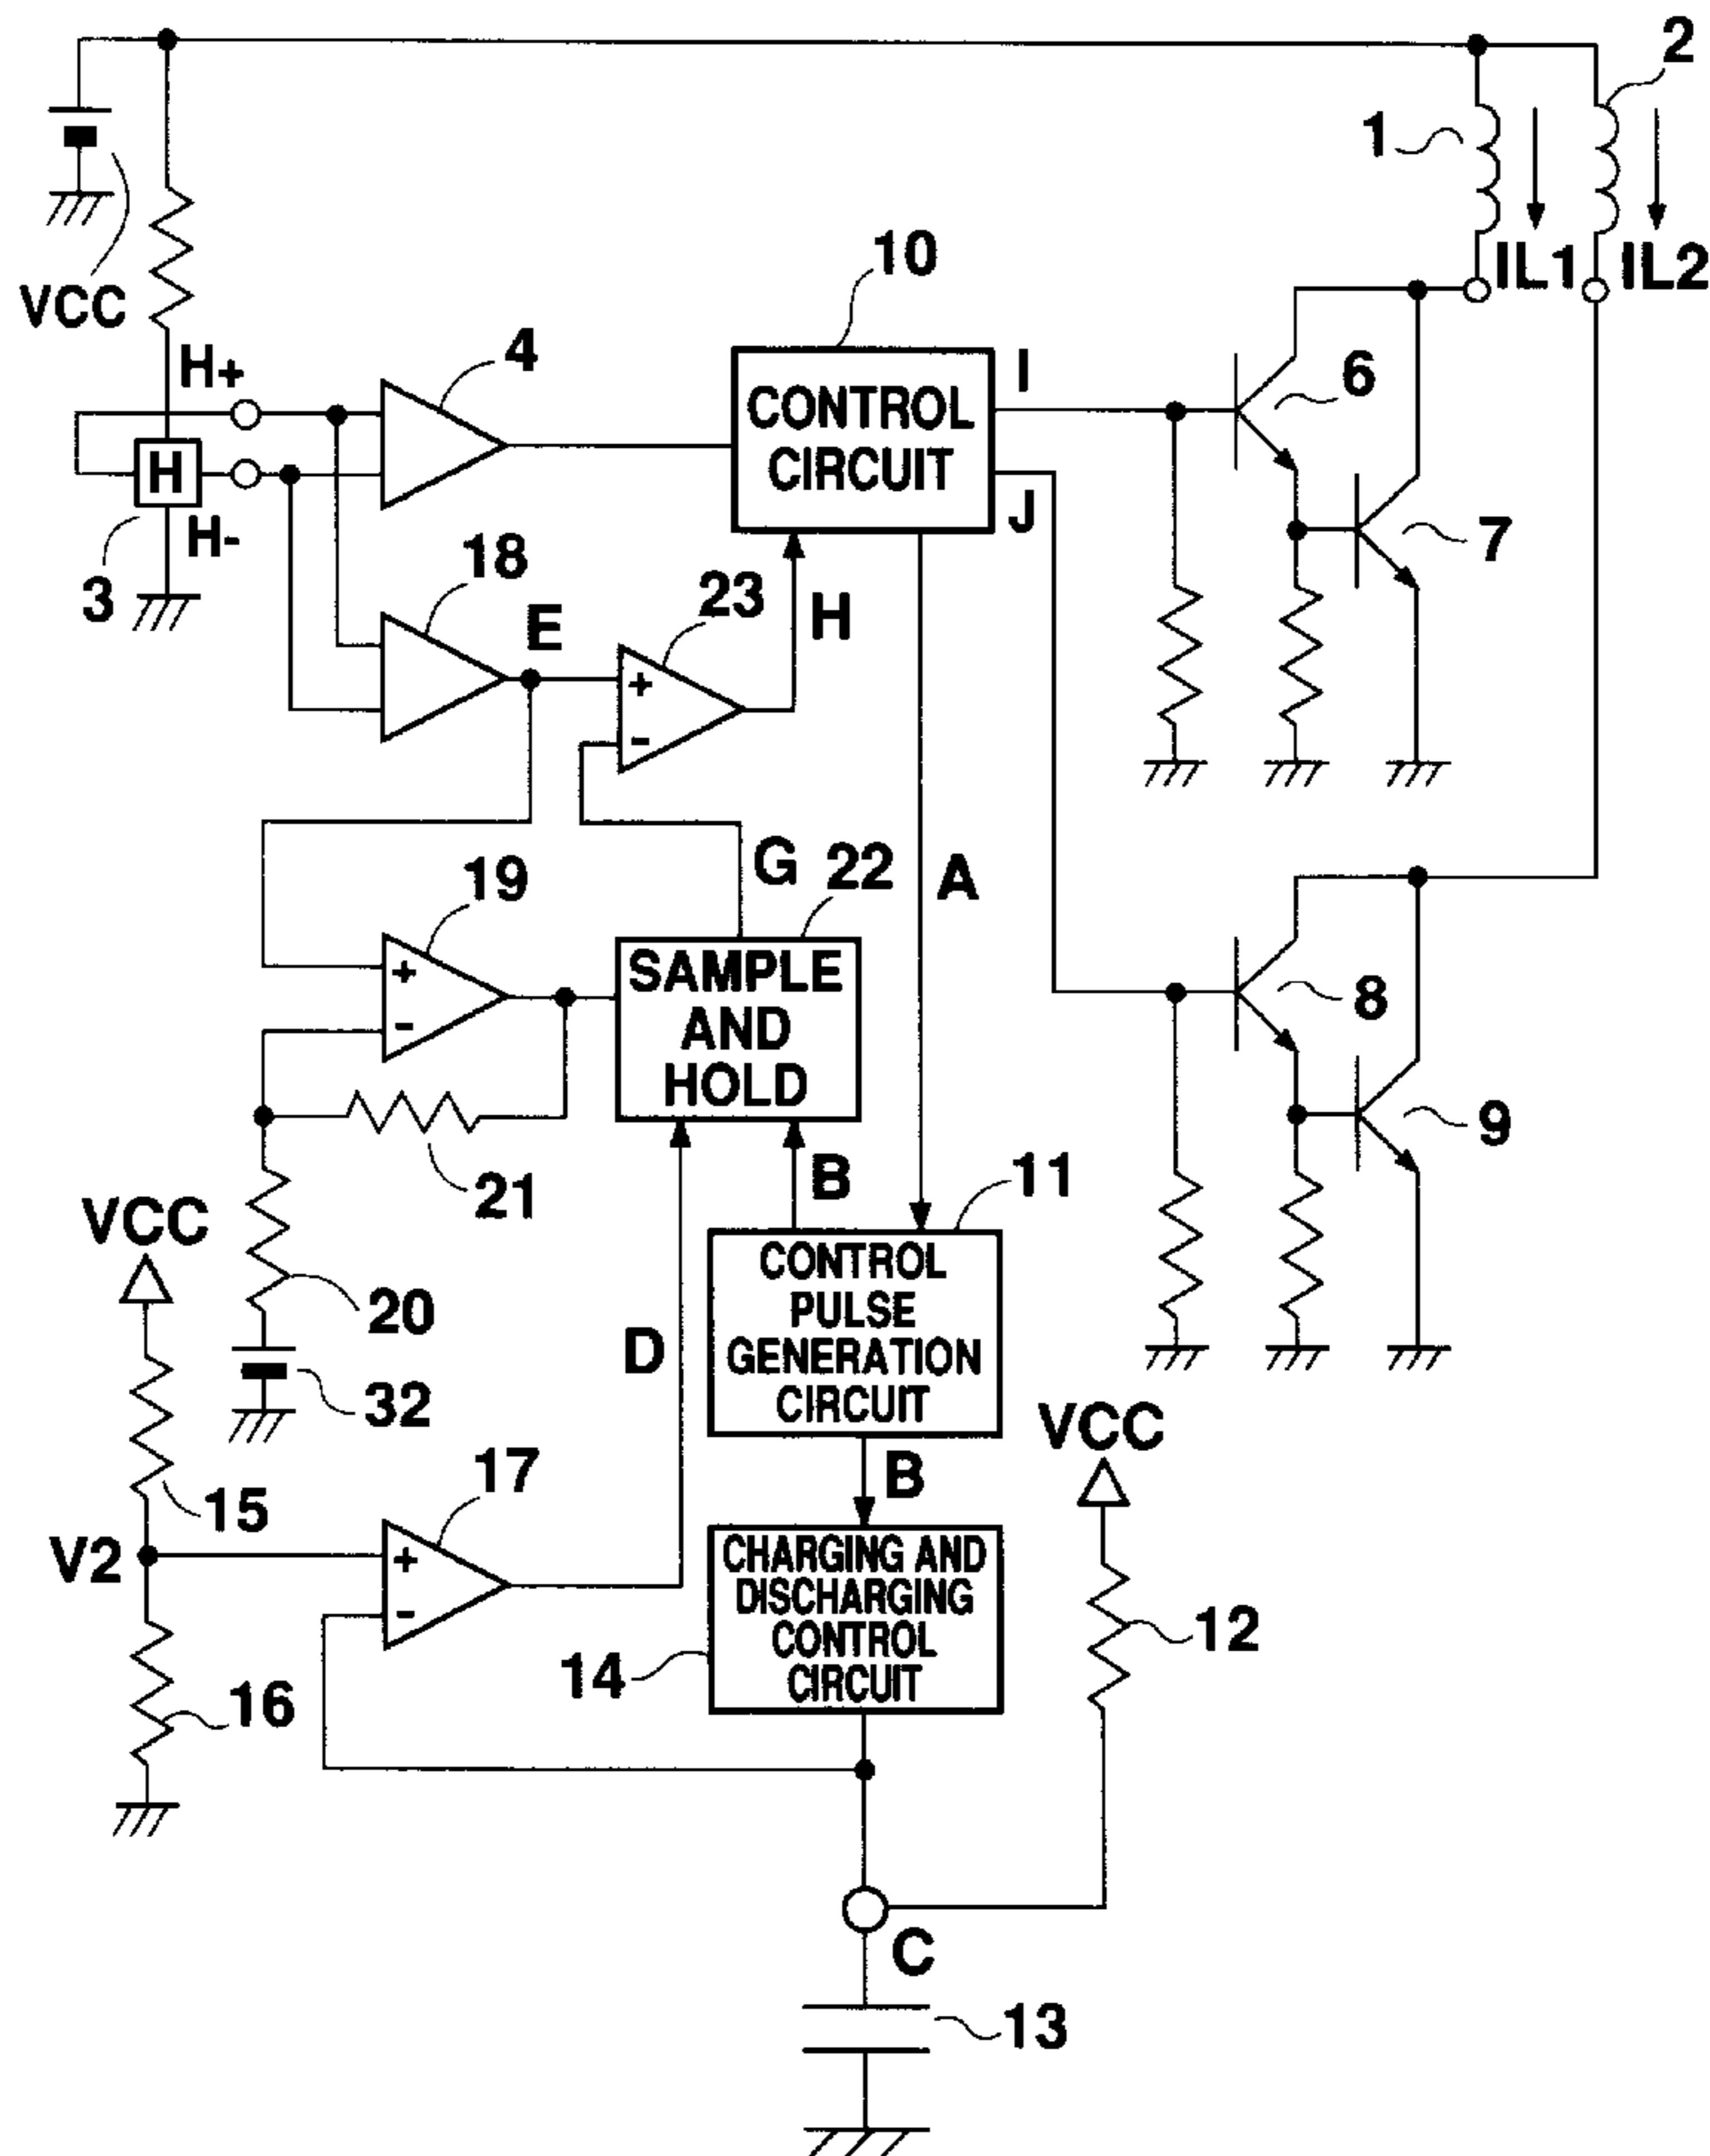 2
1
10
IL1 IL2
VCC
H+
4
I
6
CONTROL
CIRCUIT
H
J
7
H-
18
23
3
E
H
+
-
G
22
A
19
SAMPLE
AND
HOLD
+
-
8
9
B
11
21
VCC
CONTROL
PULSE
GENERATION
CIRCUIT
20
D
32
VCC
17
B
15
V2
+
-
CHARGING AND
DISCHARGING
CONTROL
CIRCUIT
12
14
16
C
13